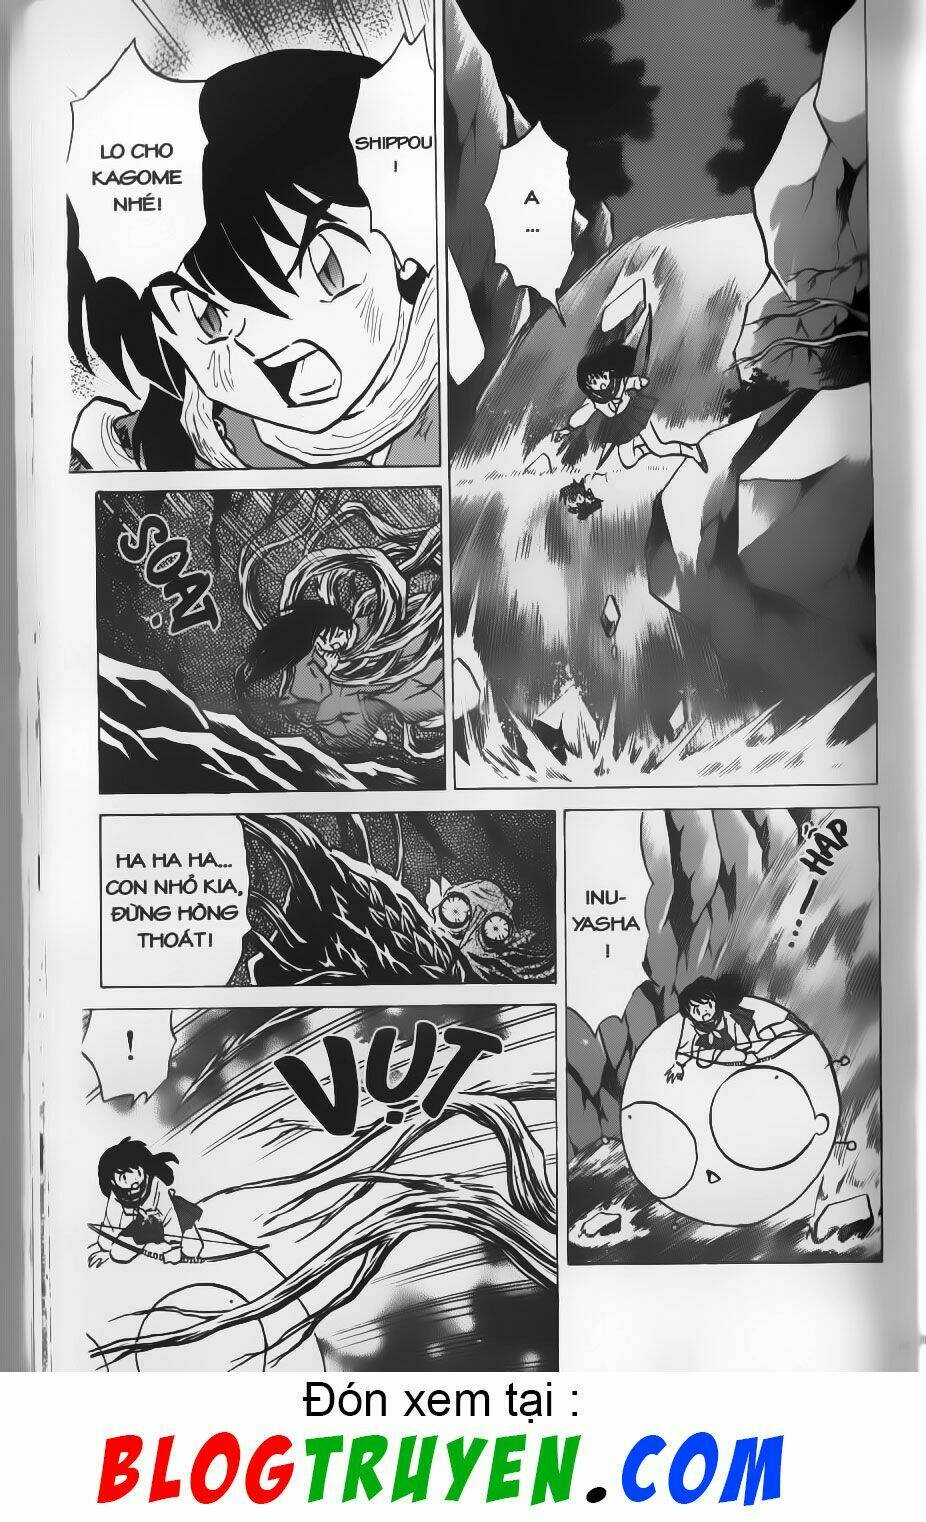 A
...
SHIPPOU
!
LO CHO
KAGOME
NHÉ!
SOẠT
HẤP
INU-
YASHA
!
HA HA HA...
CON NHỎ KIA,
ĐỪNG HÒNG
THOÁT!
!
VỤT
Đón xem tại :
BLOGTRUYEN.COM